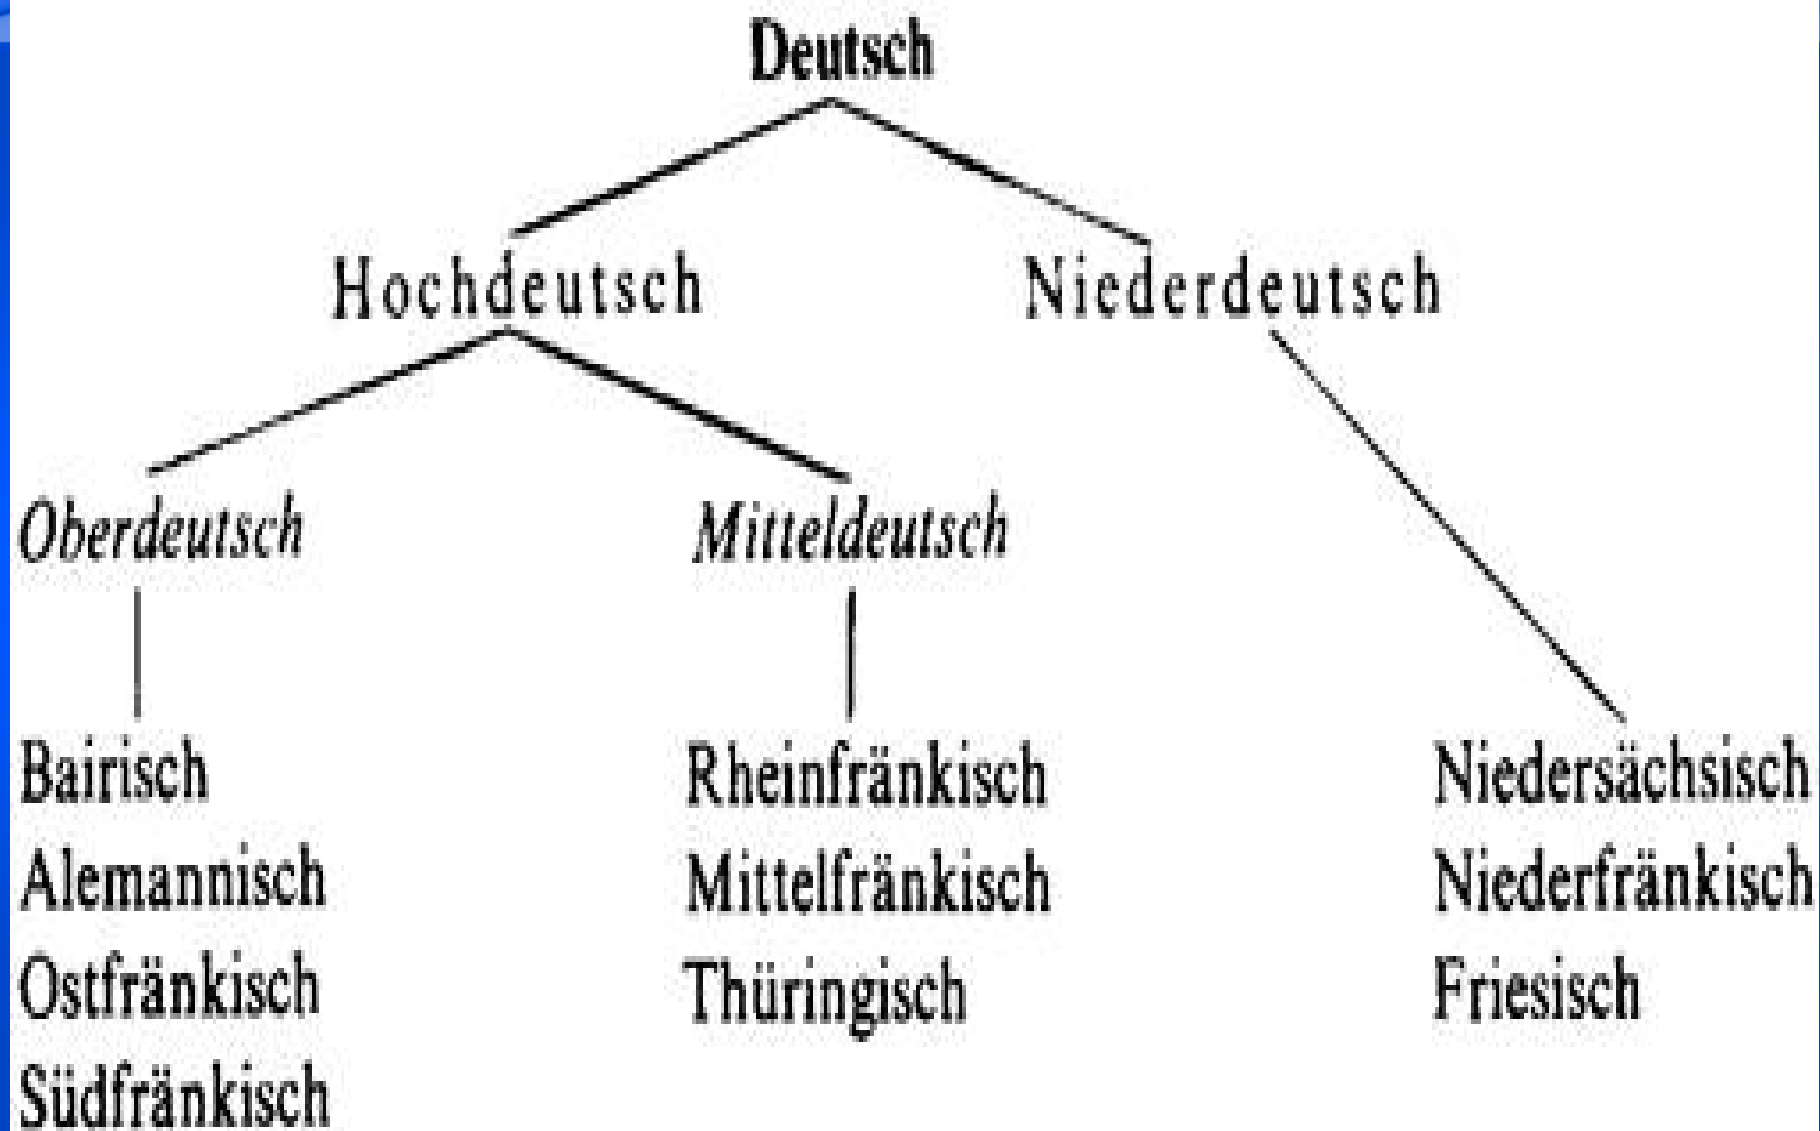 Deutsch
Hochdeutsch Niederdeutsch
Oberdeutsch Mitteldeutsch
Bairisch Rheinfränkisch Niedersächsisch
Alemannisch Mittelfränkisch Niederfränkisch
Ostfränkisch Thüringisch Friesisch
Südfränkisch